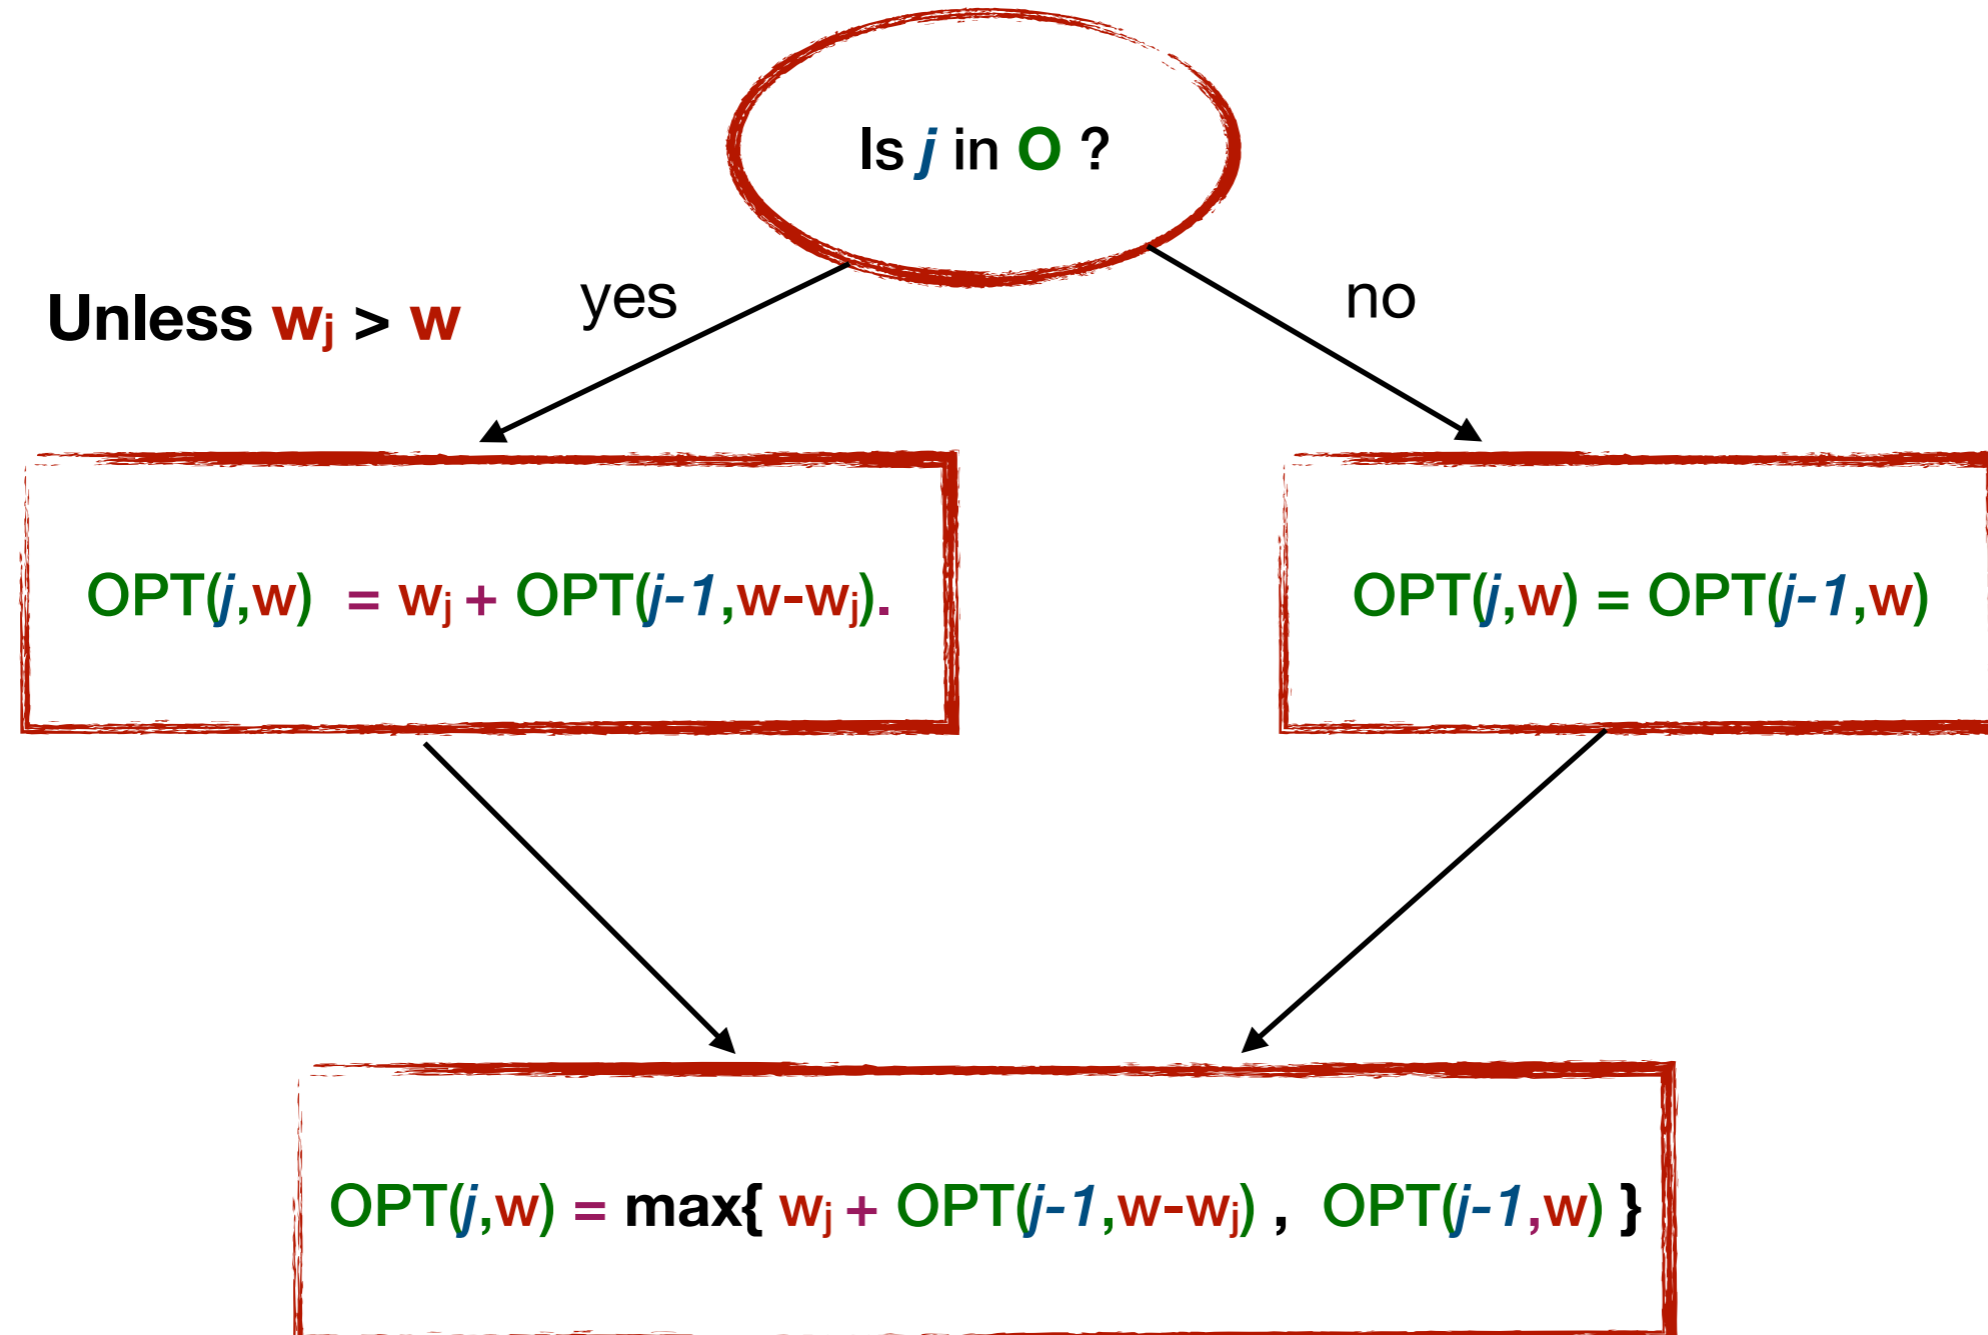 Is j in O ?
Unless wⱼ > w
yes
no
OPT(j,w) = wⱼ + OPT(j-1,w-wⱼ).
OPT(j,w) = OPT(j-1,w)
OPT(j,w) = max{ wⱼ + OPT(j-1,w-wⱼ) , OPT(j-1,w) }